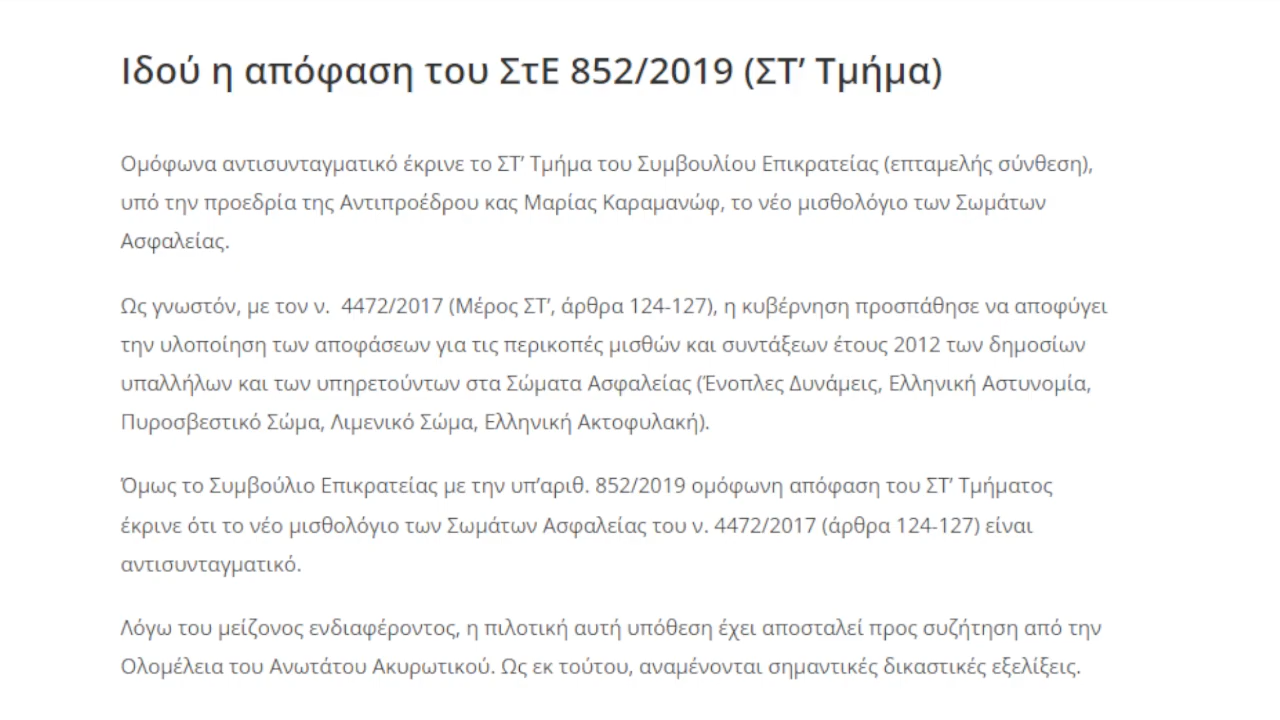 Ιδού η απόφαση του ΣτΕ 852/2019 (ΣΤ’ Τμήμα)
Ομόφωνα αντισυνταγματικό έκρινε το ΣΤ’ Τμήμα του Συμβουλίου Επικρατείας (επταμελής σύνθεση),
υπό την προεδρία της Αντιπροέδρου κας Μαρίας Καραμανώφ, το νέο μισθολόγιο των Σωμάτων
Ασφαλείας.
Ως γνωστόν, με τον ν.  4472/2017 (Μέρος ΣΤ’, άρθρα 124-127), η κυβέρνηση προσπάθησε να αποφύγει
την υλοποίηση των αποφάσεων για τις περικοπές μισθών και συντάξεων έτους 2012 των δημοσίων
υπαλλήλων και των υπηρετούντων στα Σώματα Ασφαλείας (Ένοπλες Δυνάμεις, Ελληνική Αστυνομία,
Πυροσβεστικό Σώμα, Λιμενικό Σώμα, Ελληνική Ακτοφυλακή).
Όμως το Συμβούλιο Επικρατείας με την υπ’αριθ. 852/2019 ομόφωνη απόφαση του ΣΤ’ Τμήματος
έκρινε ότι το νέο μισθολόγιο των Σωμάτων Ασφαλείας του ν. 4472/2017 (άρθρα 124-127) είναι
αντισυνταγματικό.
Λόγω του μείζονος ενδιαφέροντος, η πιλοτική αυτή υπόθεση έχει αποσταλεί προς συζήτηση από την
Ολομέλεια του Ανωτάτου Ακυρωτικού. Ως εκ τούτου, αναμένονται σημαντικές δικαστικές εξελίξεις.